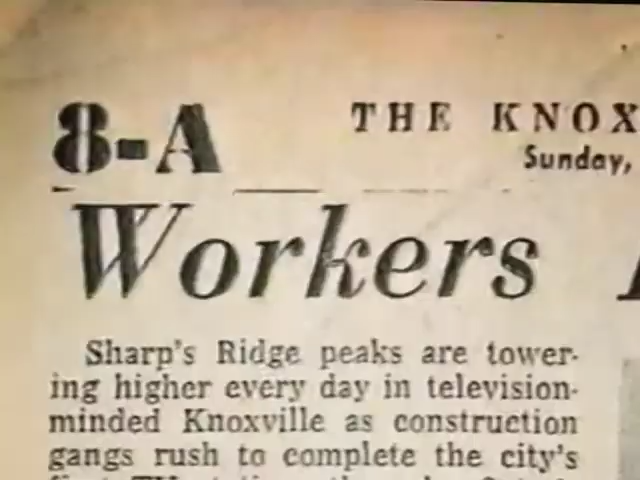 8-A
THE KNOX
Sunday,
Workers
Sharp's Ridge peaks are tower-
ing higher every day in television-
minded Knoxville as construction
gangs rush to complete the city's